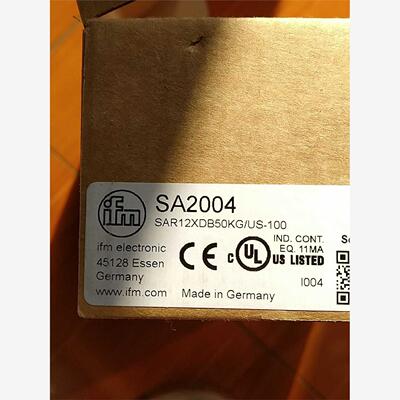 ifm
SA2004
SAR12XDB50KG/US-100
ifm electronic
45128 Essen
Germany
www.ifm.com
Made in Germany
CE
c UL US LISTED
IND. CONT.
EQ. 11MA
I004